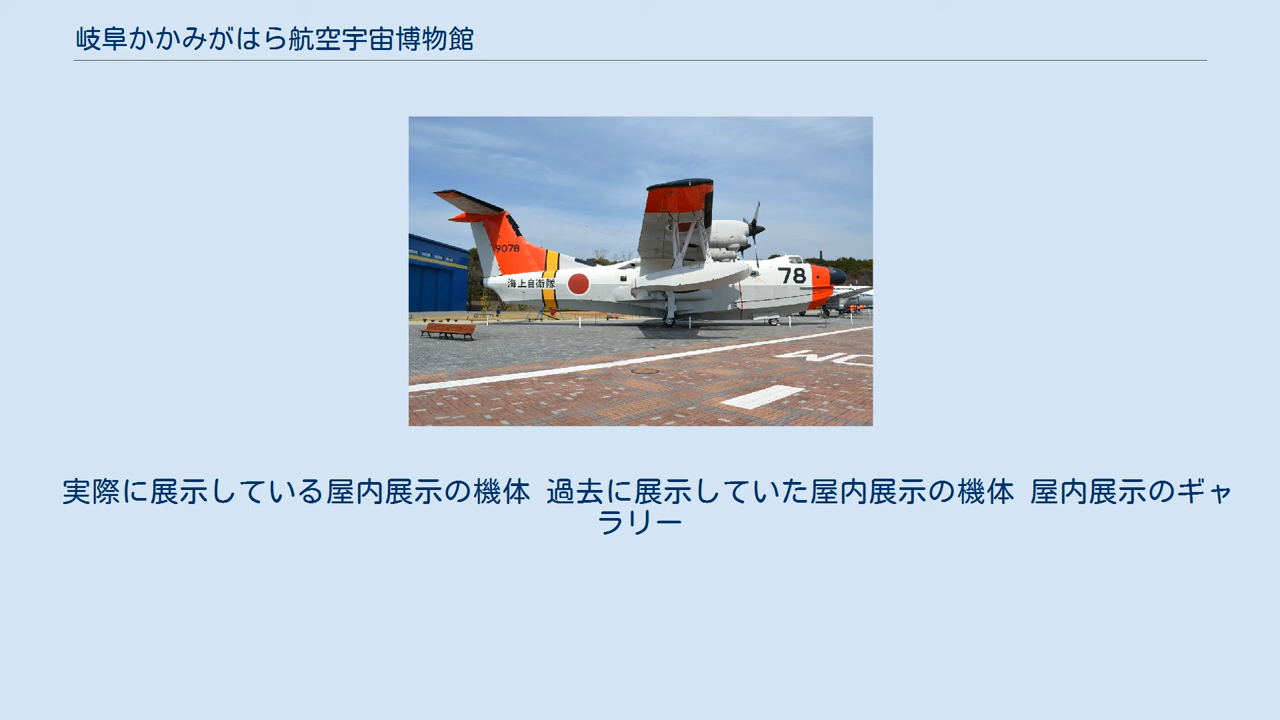 岐阜かかみがはら航空宇宙博物館
9078
海上自衛隊
78
実際に展示している屋内展示の機体 過去に展示していた屋内展示の機体 屋内展示のギャ
ラリー